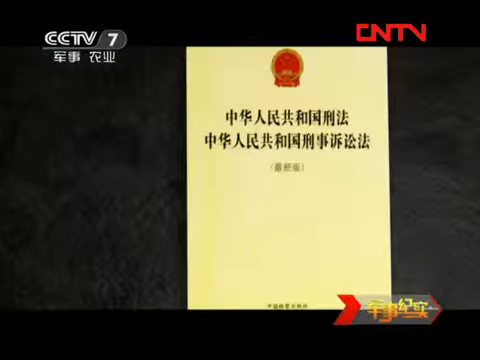 CCTV 7
军事 农业
CNTV
中华人民共和国刑法
中华人民共和国刑事诉讼法
（最新版）
军事纪实